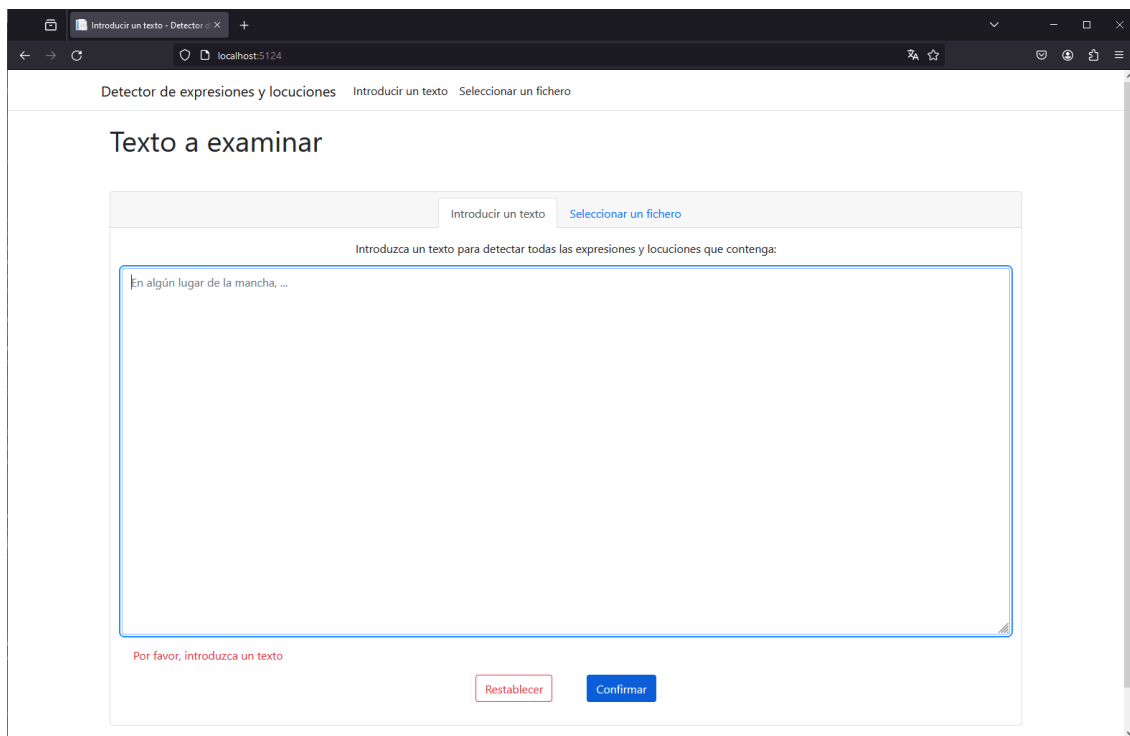 Introducir un texto - Detector d
localhost:5124
Detector de expresiones y locuciones Introducir un texto Seleccionar un fichero
Texto a examinar
Introducir un texto Seleccionar un fichero
Introduzca un texto para detectar todas las expresiones y locuciones que contenga:
En algún lugar de la mancha, ...
Por favor, introduzca un texto
Restablecer Confirmar